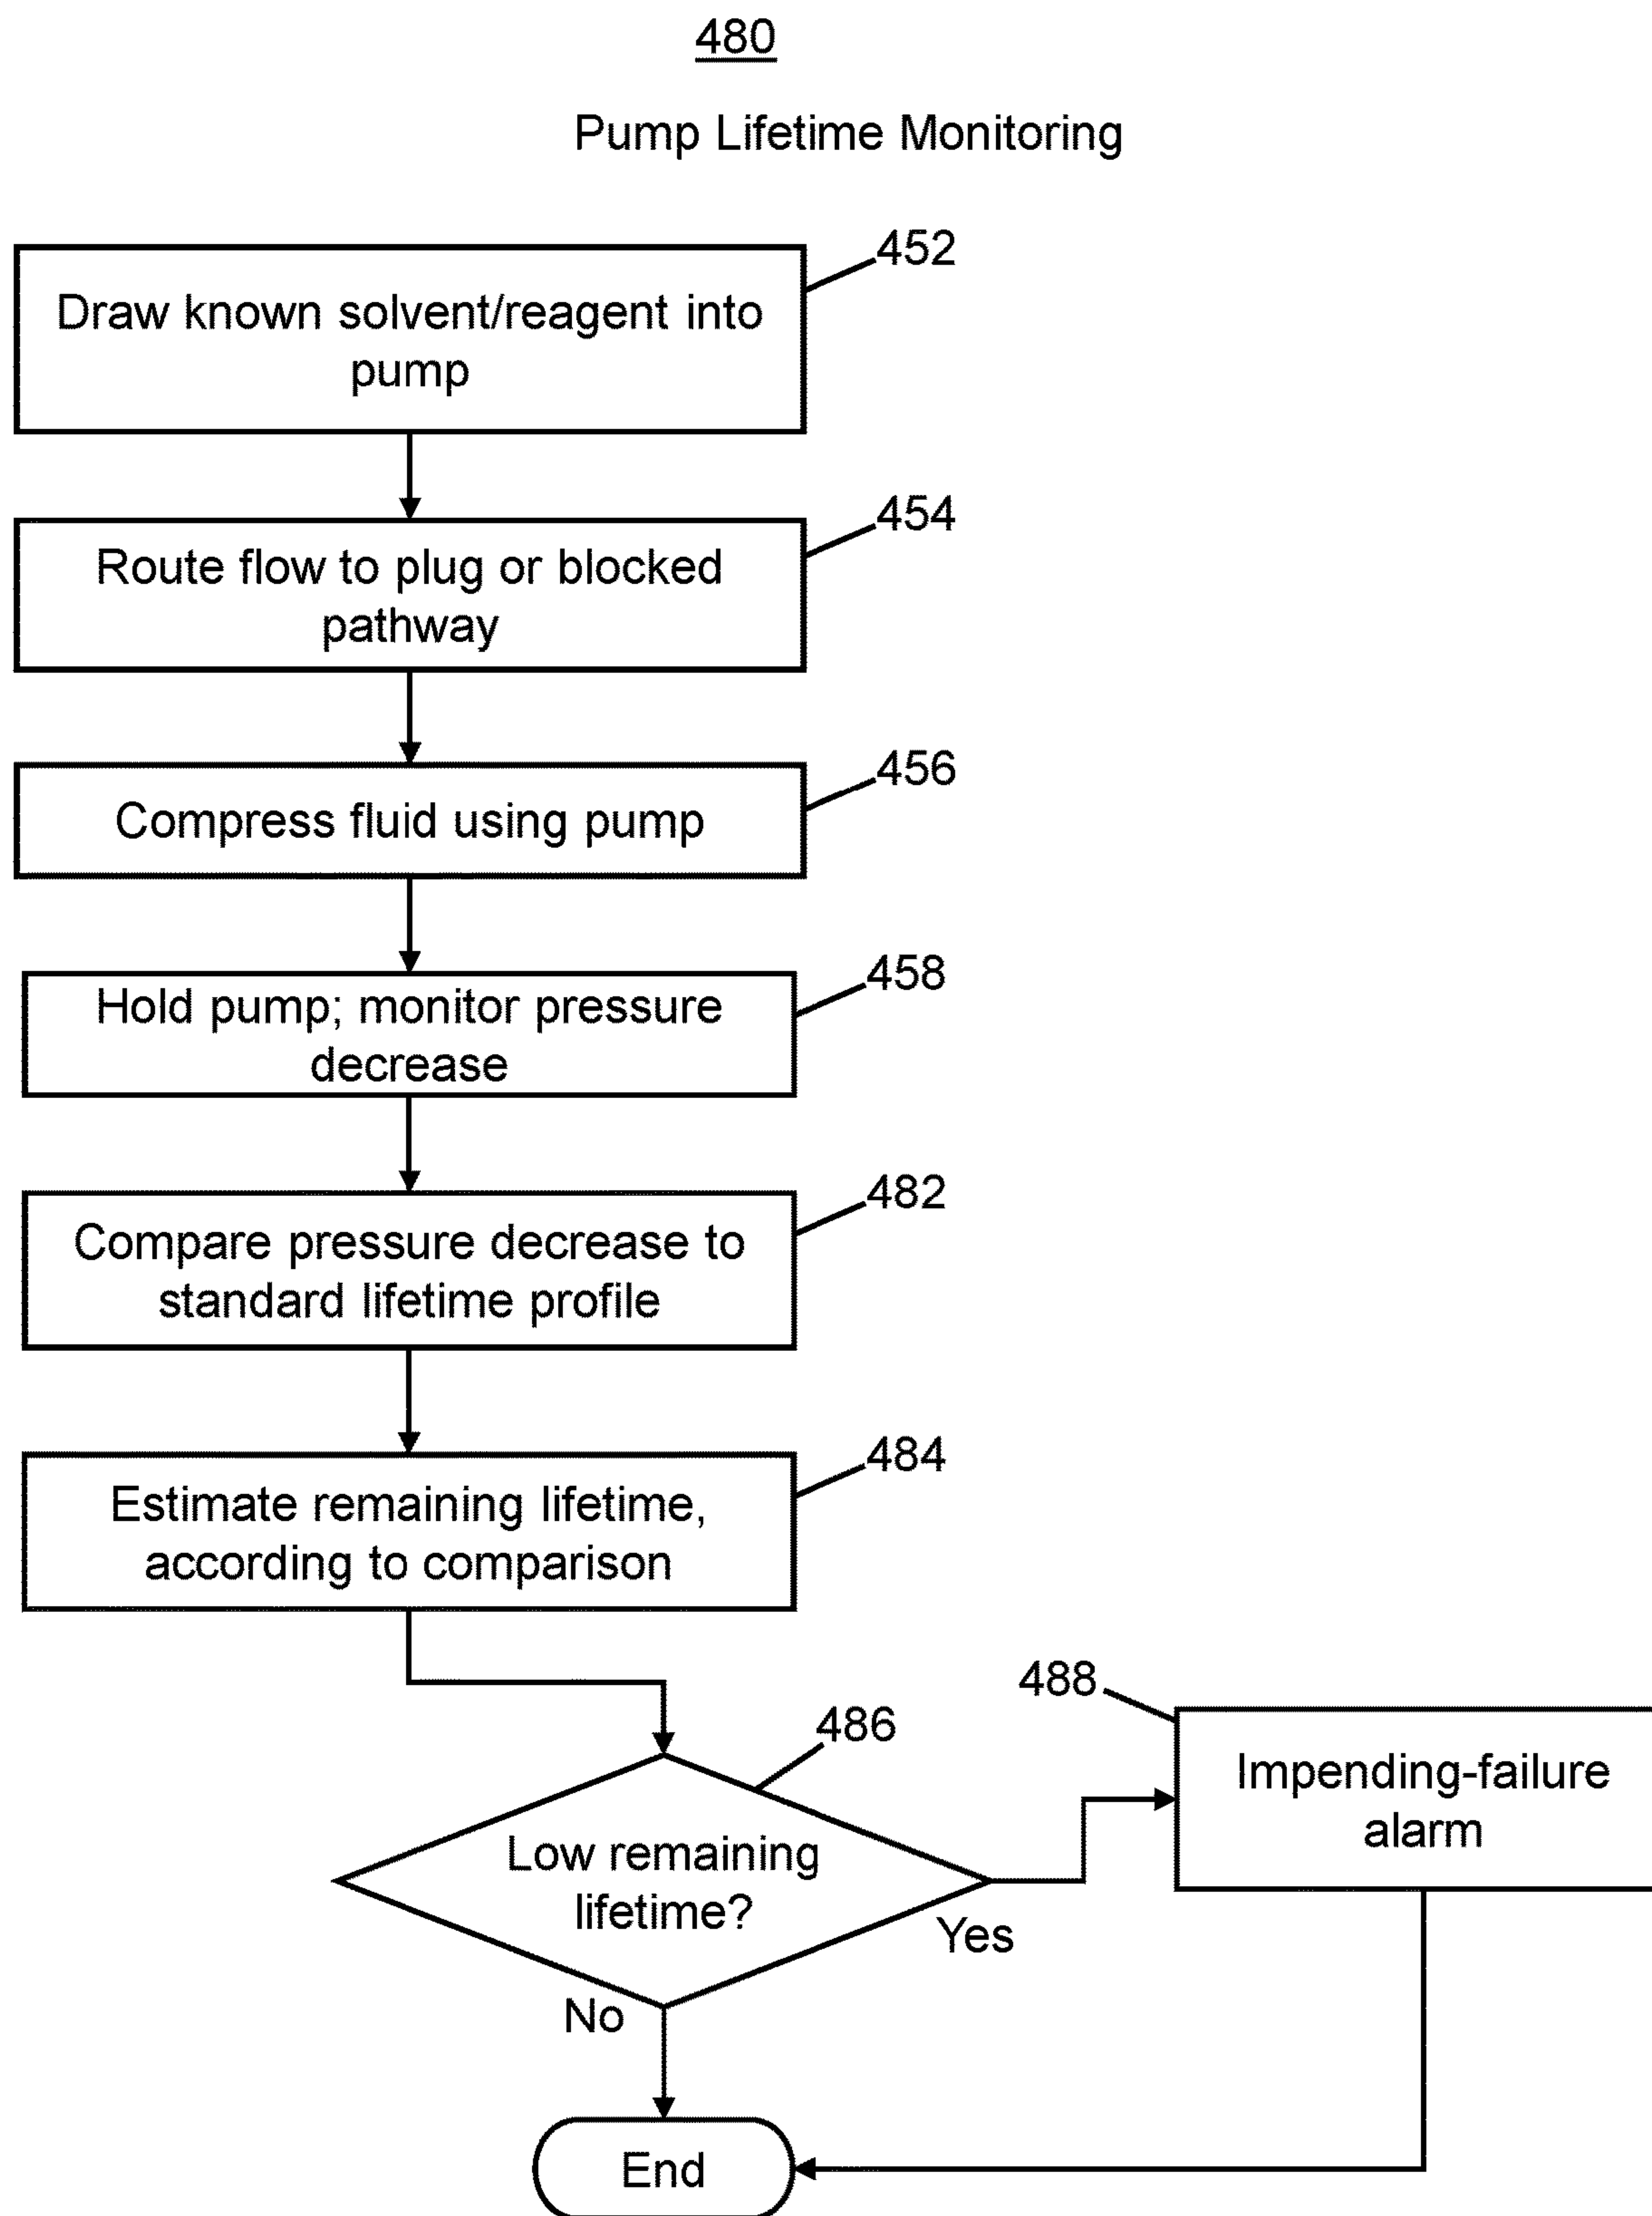 480
Pump Lifetime Monitoring
452
Draw known solvent/reagent into
pump
454
Route flow to plug or blocked
pathway
456
Compress fluid using pump
458
Hold pump; monitor pressure
decrease
482
Compare pressure decrease to
standard lifetime profile
484
Estimate remaining lifetime,
according to comparison
488
486
Impending-failure
alarm
Low remaining
lifetime?
Yes
No
End